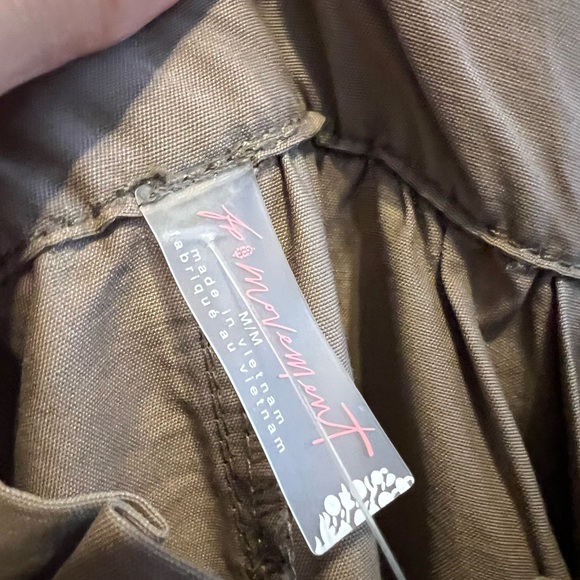 fp movement
M/M
made in vietnam
fabriqué au vietnam